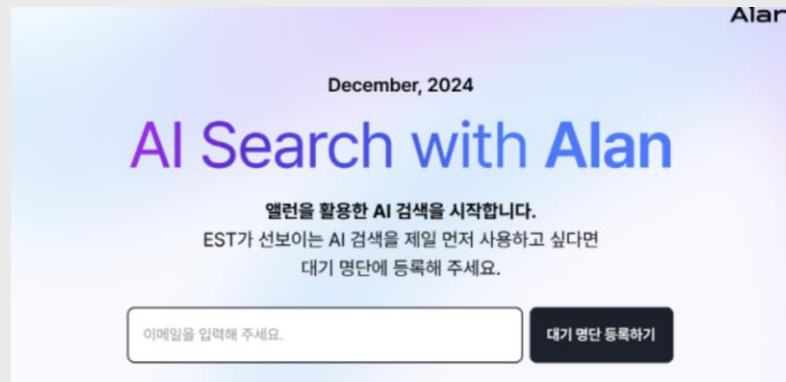 Alan
December, 2024
AI Search with Alan
앨런을 활용한 AI 검색을 시작합니다.
EST가 선보이는 AI 검색을 제일 먼저 사용하고 싶다면
대기 명단에 등록해 주세요.
이메일을 입력해 주세요.
대기 명단 등록하기